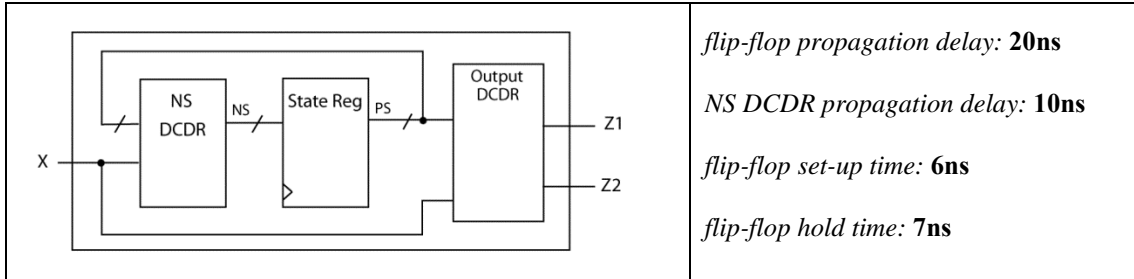 NS
DCDR
NS
State Reg
PS
Output
DCDR
X
Z1
Z2
flip-flop propagation delay: 20ns
NS DCDR propagation delay: 10ns
flip-flop set-up time: 6ns
flip-flop hold time: 7ns